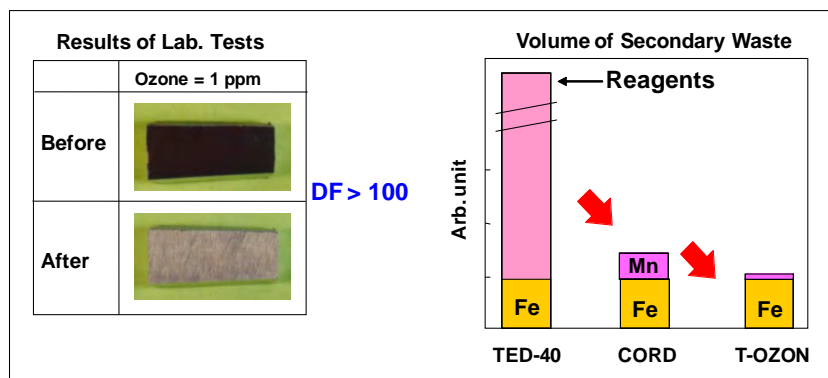 Results of Lab. Tests
Ozone = 1 ppm
Before
After
DF > 100
Volume of Secondary Waste
Reagents
Arb. unit
Mn
Fe
Fe
Fe
TED-40
CORD
T-OZON